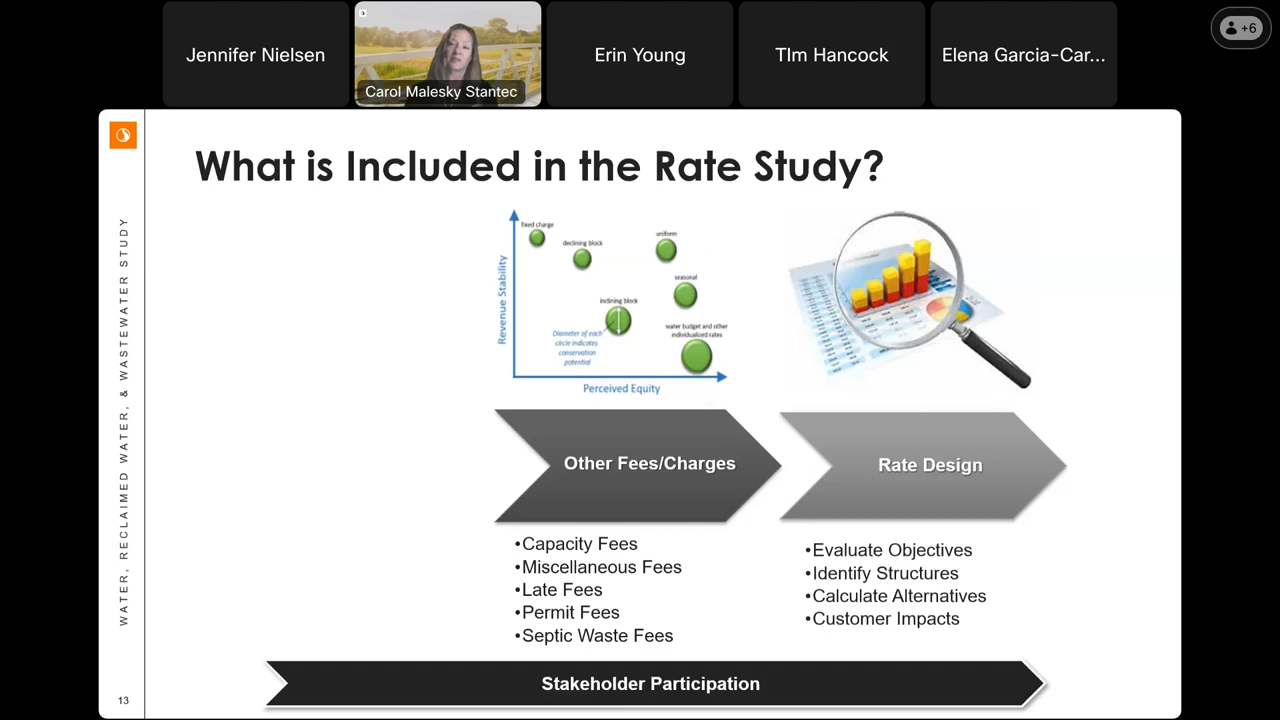 Jennifer Nielsen
Carol Malesky Stantec
Erin Young
TIm Hancock
Elena Garcia-Car...
+6
WATER, RECLAIMED WATER, & WASTEWATER STUDY
13
What is Included in the Rate Study?
Revenue Stability
fixed charge
declining block
uniform
seasonal
inclining block
water budget and other
individualized rates
Diameter of each
circle indicates
conservation
potential
Perceived Equity
Other Fees/Charges
•Capacity Fees
•Miscellaneous Fees
•Late Fees
•Permit Fees
•Septic Waste Fees
Rate Design
•Evaluate Objectives
•Identify Structures
•Calculate Alternatives
•Customer Impacts
Stakeholder Participation